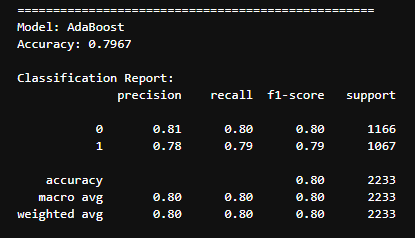 ==================================================
Model: AdaBoost
Accuracy: 0.7967
Classification Report:
precision recall f1-score support
0 0.81 0.80 0.80 1166
1 0.78 0.79 0.79 1067
accuracy 0.80 2233
macro avg 0.80 0.80 0.80 2233
weighted avg 0.80 0.80 0.80 2233